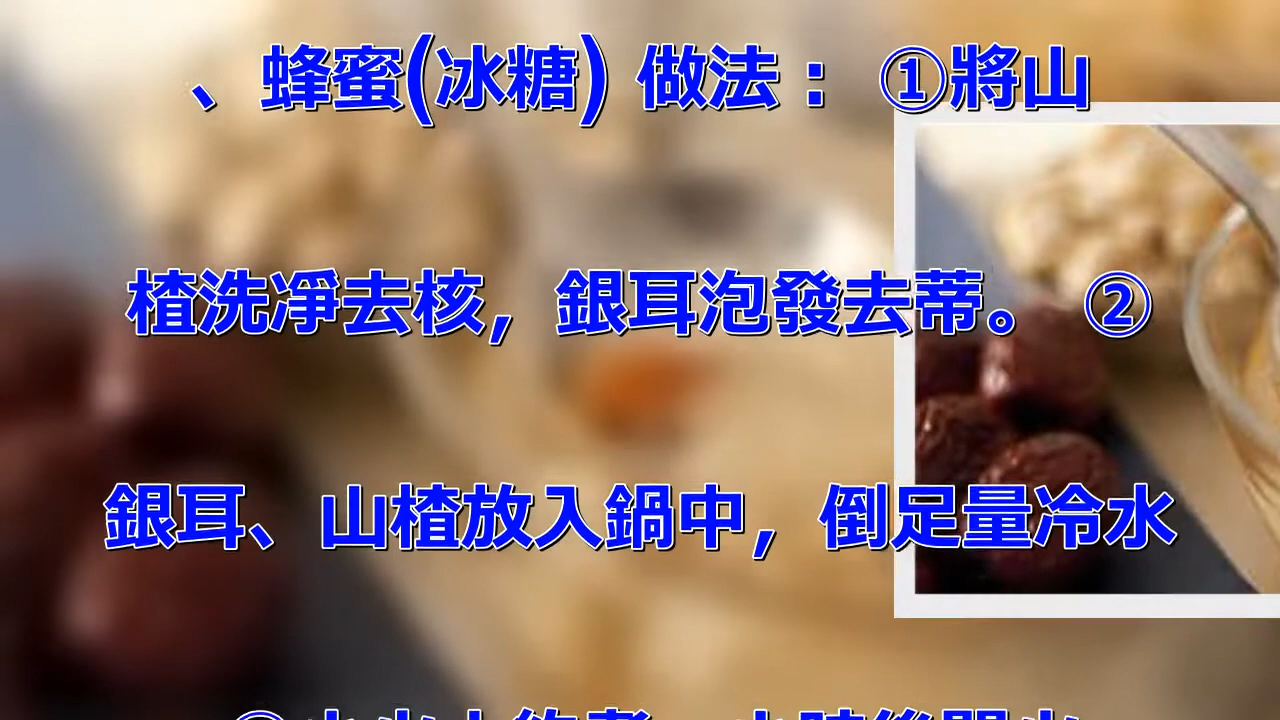 、蜂蜜(冰糖) 做法： ①將山
楂洗凈去核，銀耳泡發去蒂。 ②
銀耳、山楂放入鍋中，倒足量冷水